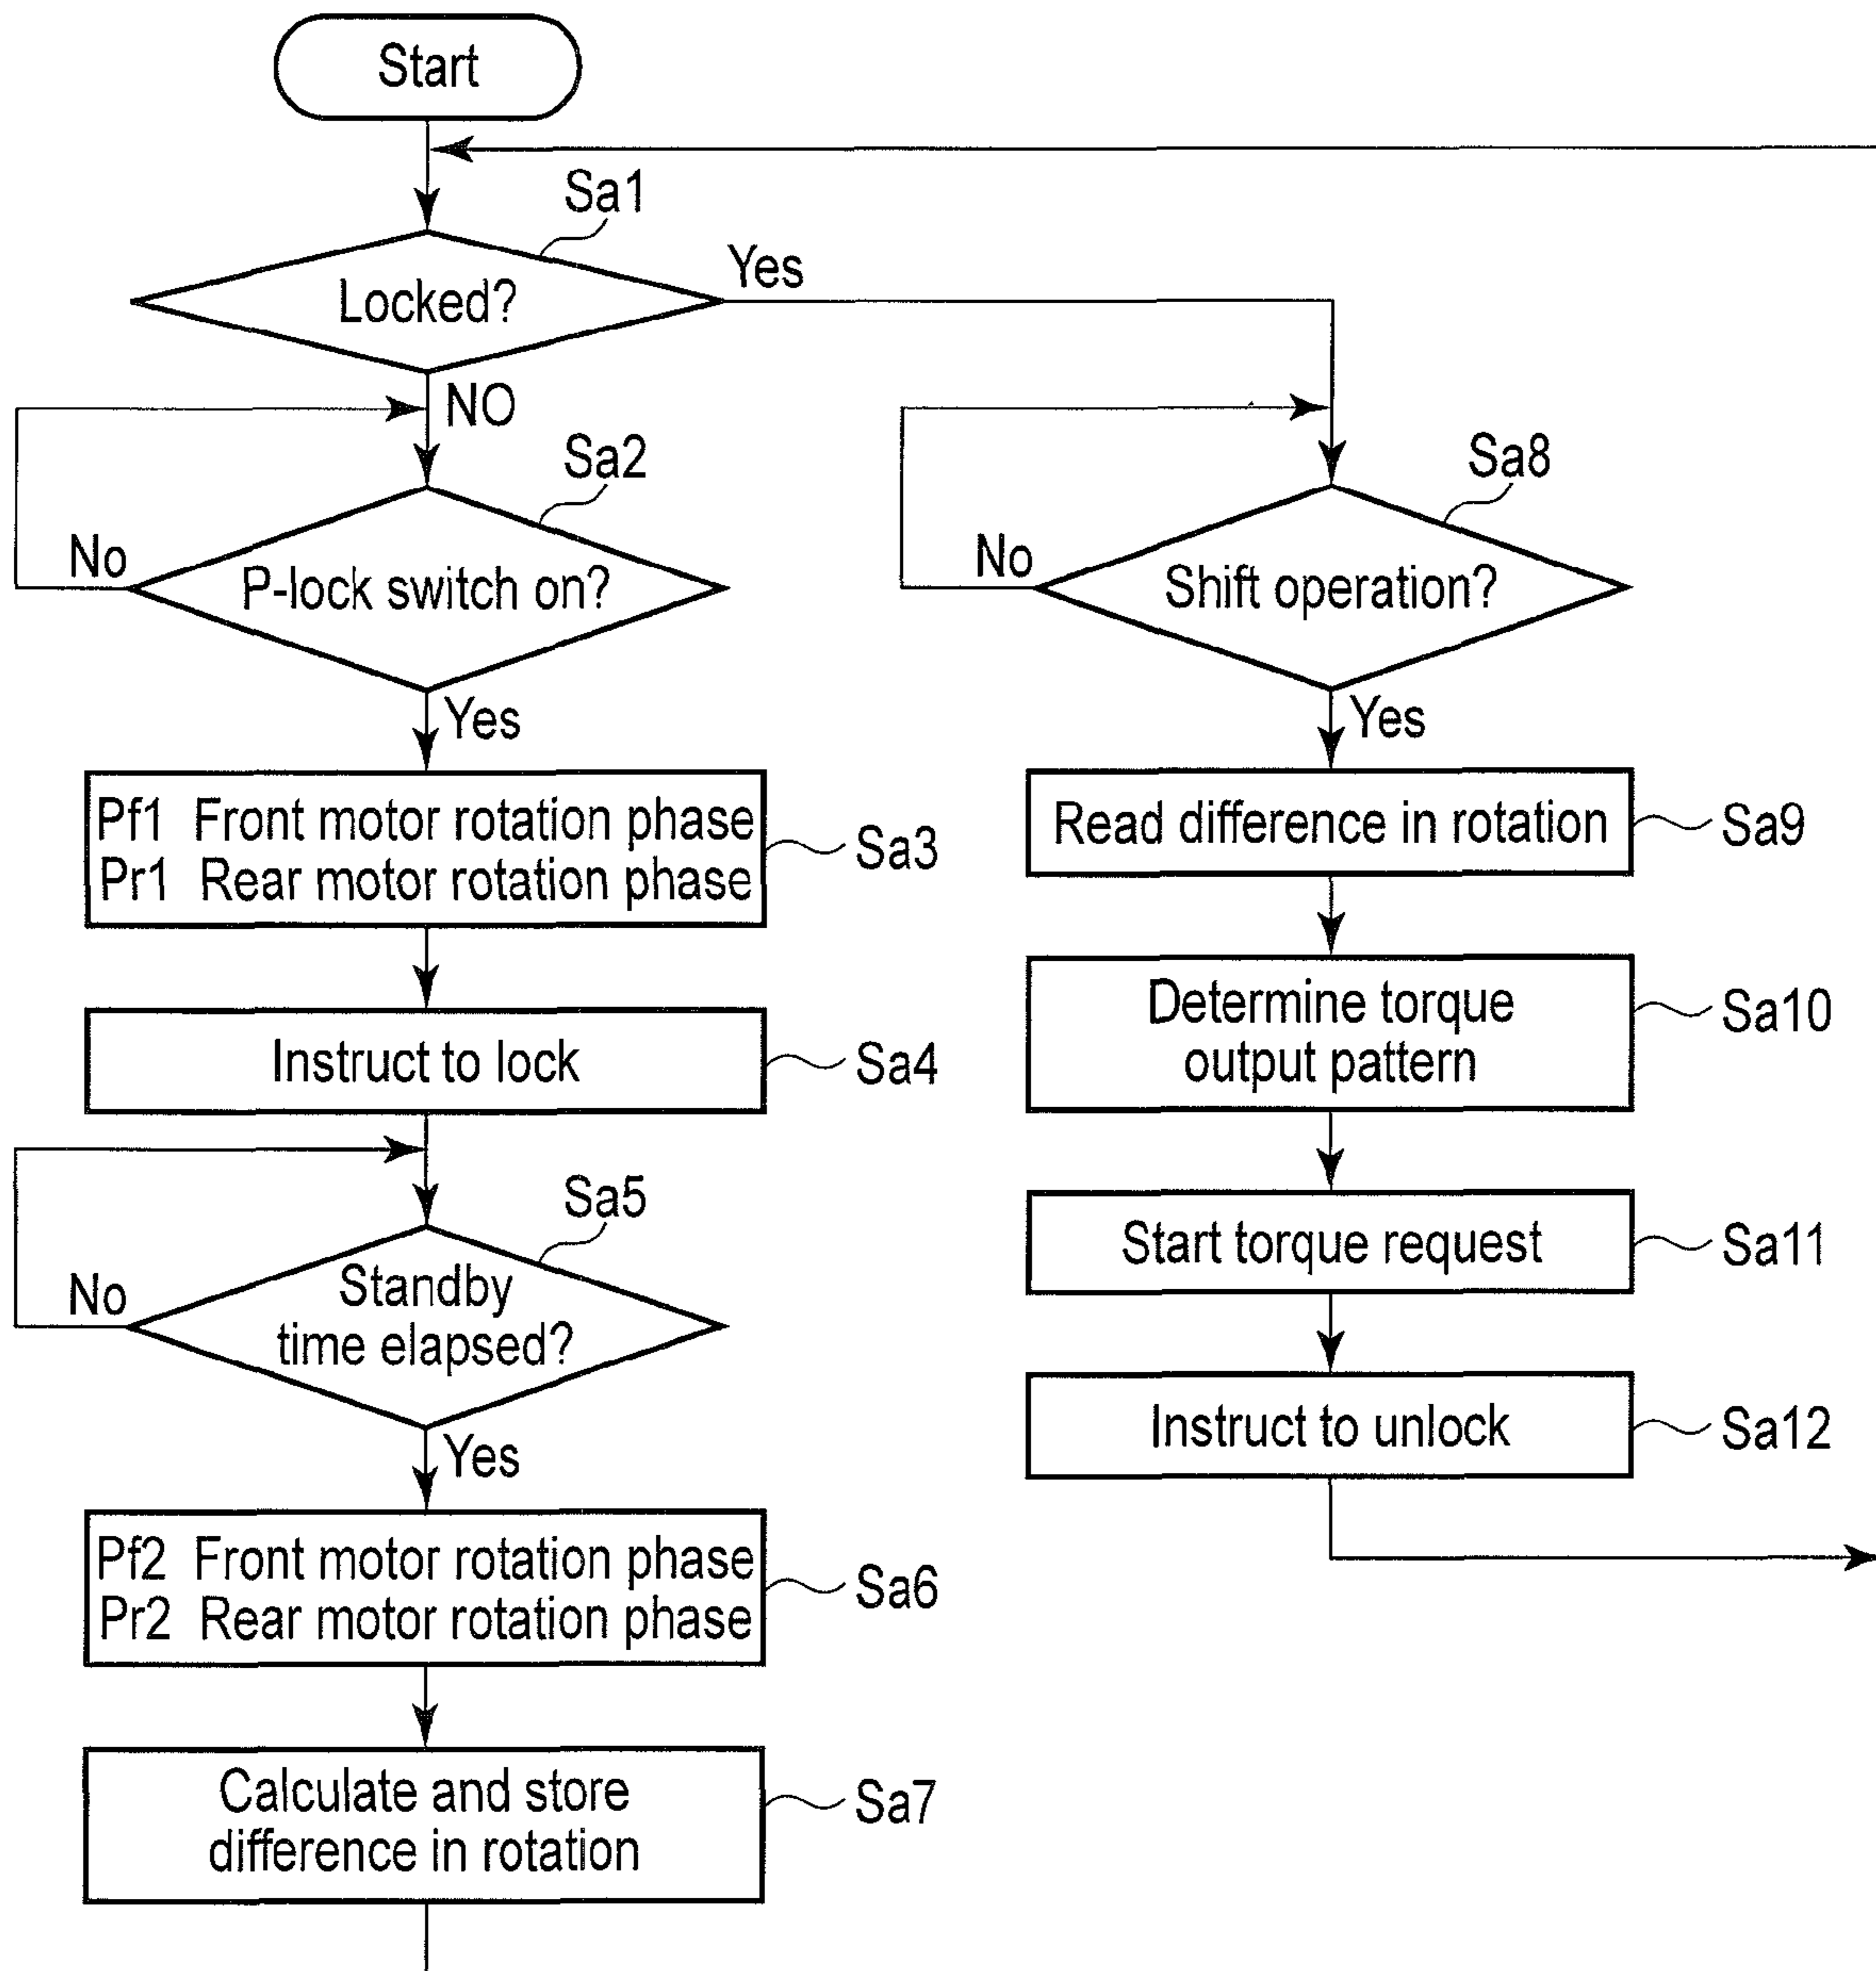 Start
Sa1
Locked?
Yes
NO
Sa2
P-lock switch on?
No
Yes
Pf1 Front motor rotation phase
Pr1 Rear motor rotation phase
Sa3
Instruct to lock
Sa4
Sa5
Standby
time elapsed?
No
Yes
Pf2 Front motor rotation phase
Pr2 Rear motor rotation phase
Sa6
Calculate and store
difference in rotation
Sa7
Sa8
Shift operation?
No
Yes
Read difference in rotation
Sa9
Determine torque
output pattern
Sa10
Start torque request
Sa11
Instruct to unlock
Sa12